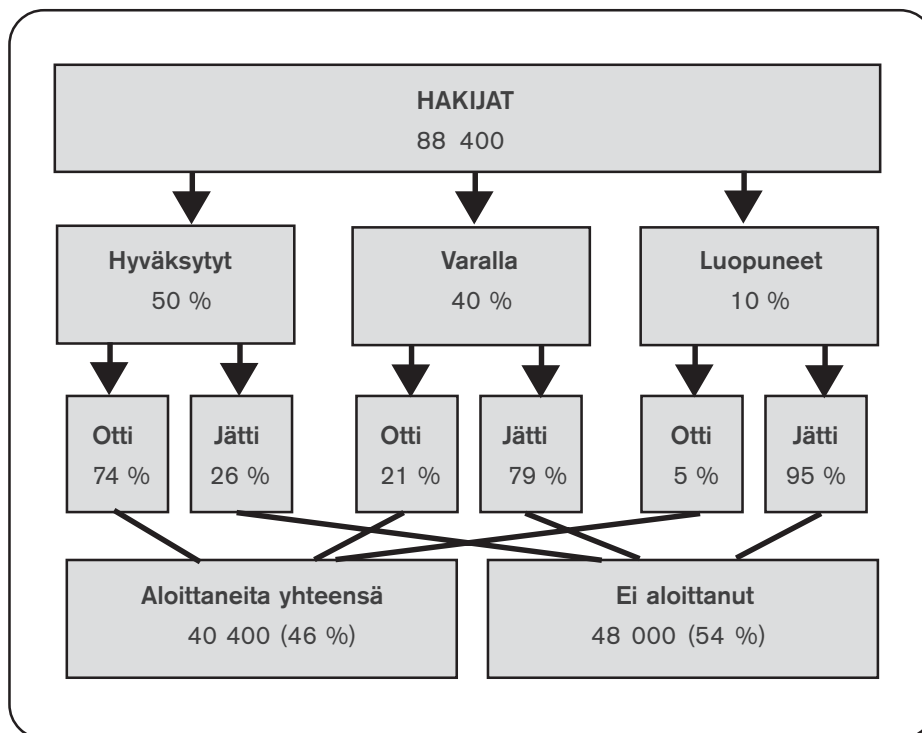 HAKIJAT
88 400
Hyväksytyt
50 %
Varalla
40 %
Luopuneet
10 %
Otti
74 %
Jätti
26 %
Otti
21 %
Jätti
79 %
Otti
5 %
Jätti
95 %
Aloittaneita yhteensä
40 400 (46 %)
Ei aloittanut
48 000 (54 %)